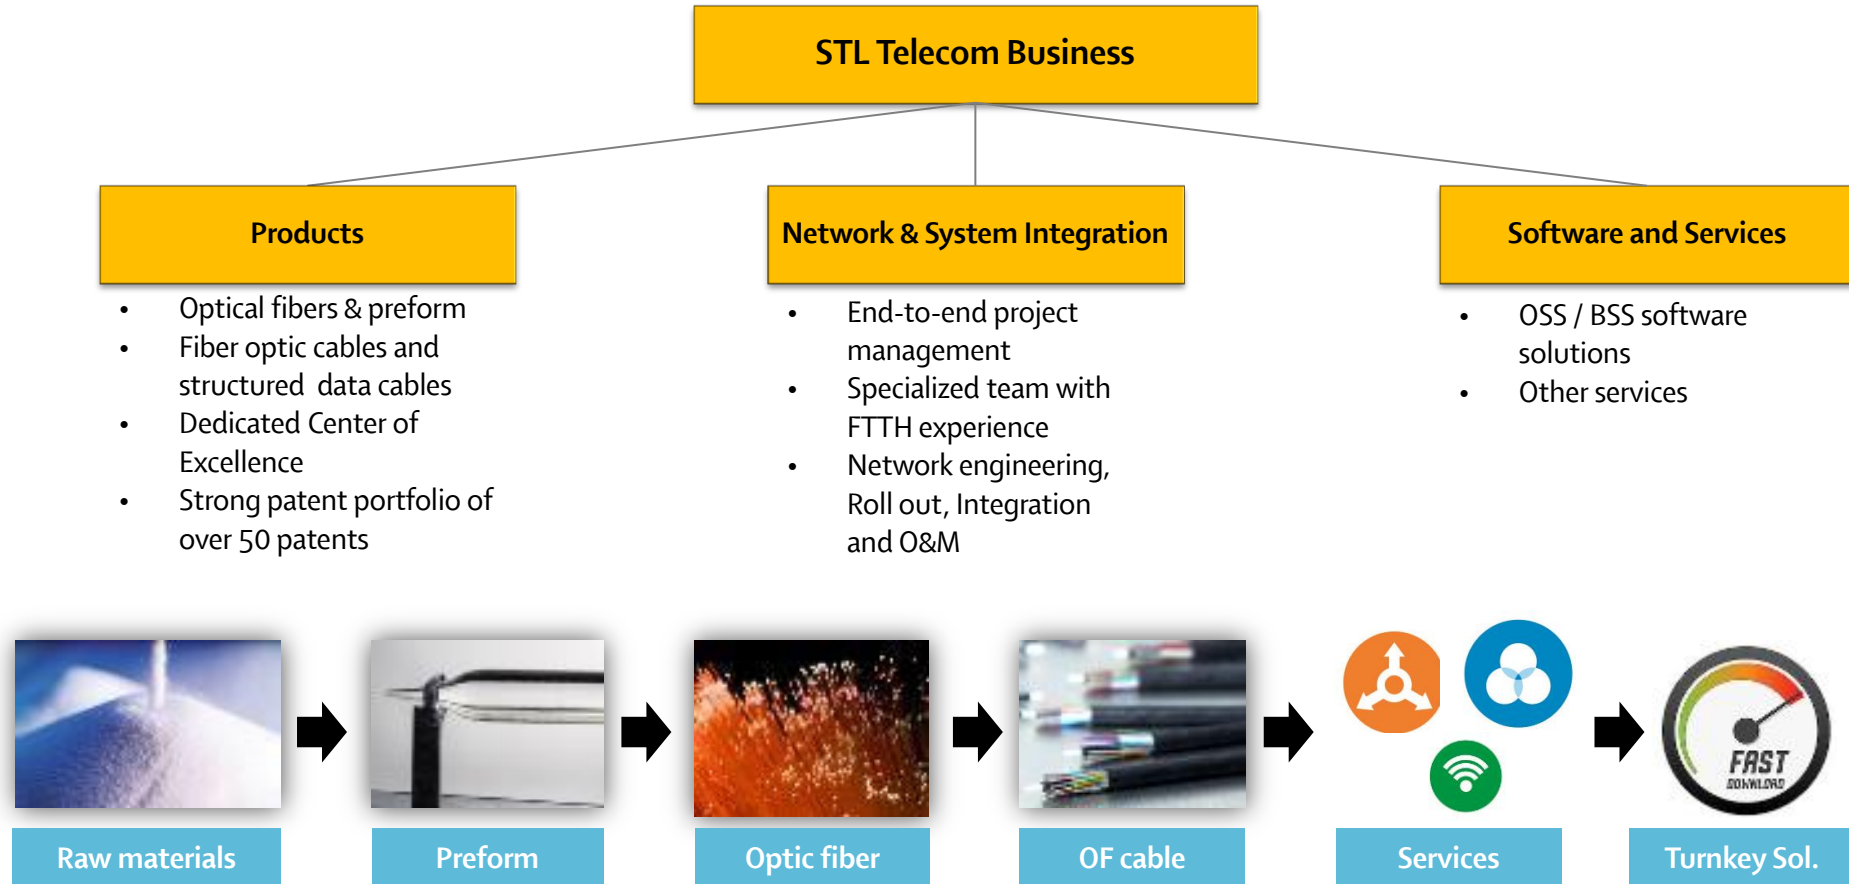 STL Telecom Business
Products
Network & System Integration
Software and Services
• Optical fibers & preform
• Fiber optic cables and
structured data cables
• Dedicated Center of
Excellence
• Strong patent portfolio of
over 50 patents
• End-to-end project
management
• Specialized team with
FTTH experience
• Network engineering,
Roll out, Integration
and O&M
• OSS / BSS software
solutions
• Other services
FAST
DOWNLOAD
Raw materials
Preform
Optic fiber
OF cable
Services
Turnkey Sol.